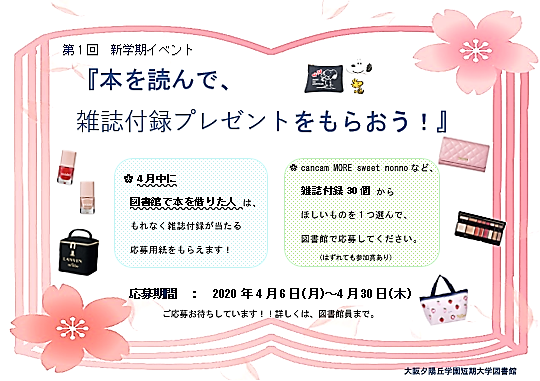 第1回 新学期イベント
『本を読んで、
雑誌付録プレゼントをもらおう!』
✿ 4月中に
図書館で本を借りた人 は、
もれなく雑誌付録が当たる
応募用紙をもらえます!
✿ cancam MORE sweet nonno など、
雑誌付録 30 個 から
ほしいものを1つ選んで、
図書館で応募してください。
(はずれても参加賞あり)
応募期間 : 2020 年 4 月 6 日(月)~4 月 30 日(木)
ご応募お待ちしています!!詳しくは、図書館員まで。
大阪夕陽丘学園短期大学図書館